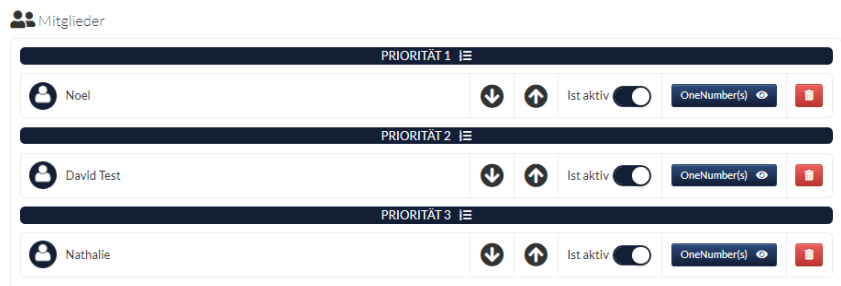 Mitglieder
PRIORITÄT 1
Noel Ist aktiv OneNumber(s)
PRIORITÄT 2
David Test Ist aktiv OneNumber(s)
PRIORITÄT 3
Nathalie Ist aktiv OneNumber(s)